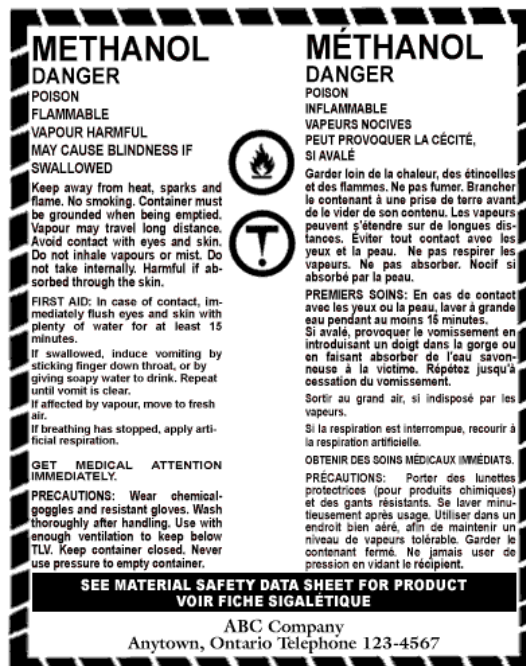 METHANOL
DANGER
POISON
FLAMMABLE
VAPOUR HARMFUL
MAY CAUSE BLINDNESS IF
SWALLOWED
Keep away from heat, sparks and
flame. No smoking. Container must
be grounded when being emptied.
Vapour may travel long distance.
Avoid contact with eyes and skin.
Do not inhale vapours or mist. Do
not take internally. Harmful if ab-
sorbed through the skin.
FIRST AID: In case of contact, im-
mediately flush eyes and skin with
plenty of water for at least 15
minutes.
If swallowed, induce vomiting by
sticking finger down throat, or by
giving soapy water to drink. Repeat
until vomit is clear.
If affected by vapour, move to fresh
air.
If breathing has stopped, apply arti-
ficial respiration.
GET MEDICAL ATTENTION
IMMEDIATELY.
PRECAUTIONS: Wear chemical-
goggles and resistant gloves. Wash
thoroughly after handling. Use with
enough ventilation to keep below
TLV. Keep container closed. Never
use pressure to empty container.
MÉTHANOL
DANGER
POISON
INFLAMMABLE
VAPEURS NOCIVES
PEUT PROVOQUER LA CÉCITÉ,
SI AVALÉ
Garder loin de la chaleur, des étincelles
et des flammes. Ne pas fumer. Brancher
le contenant à une prise de terre avant
de le vider de son contenu. Les vapeurs
peuvent s'étendre sur de longues dis-
tances. Éviter tout contact avec les
yeux et la peau. Ne pas respirer les
vapeurs. Ne pas absorber. Nocif si
absorbé par la peau.
PREMIERS SOINS: En cas de contact
avec les yeux ou la peau, laver à grande
eau pendant au moins 15 minutes.
Si avalé, provoquer le vomissement en
introduisant un doigt dans la gorge ou
en faisant absorber de l'eau savon-
neuse à la victime. Répétez jusqu'à
cessation du vomissement.
Sortir au grand air, si indisposé par les
vapeurs.
Si la respiration est interrompue, recourir à
la respiration artificielle.
OBTENIR DES SOINS MÉDICAUX IMMÉDIATS.
PRÉCAUTIONS: Porter des lunettes
protectrices (pour produits chimiques)
et des gants résistants. Se laver minu-
tieusement après usage. Utiliser dans un
endroit bien aéré, afin de maintenir un
niveau de vapeurs tolérable. Garder le
contenant fermé. Ne jamais user de
pression en vidant le récipient.
SEE MATERIAL SAFETY DATA SHEET FOR PRODUCT
VOIR FICHE SIGALÉTIQUE
ABC Company
Anytown, Ontario Telephone 123-4567